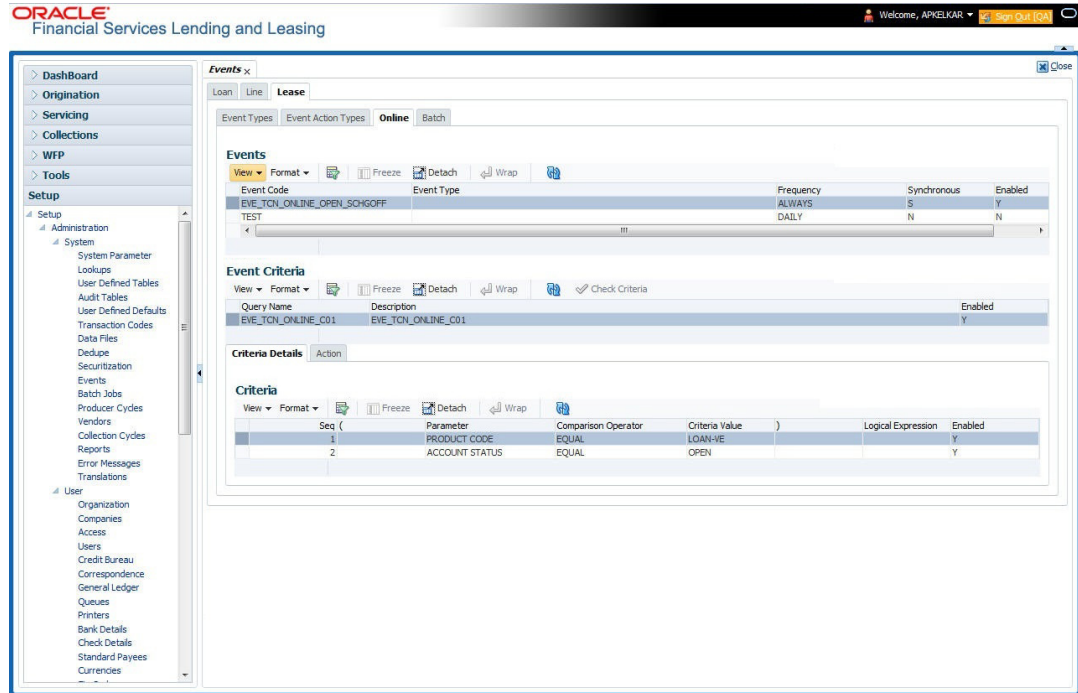 ORACLE
Financial Services Lending and Leasing
Welcome, APKELKAR
Sign Out [QA]
DashBoard
Origination
Servicing
Collections
WFP
Tools
Setup
Setup
Administration
System
System Parameter
Lookups
User Defined Tables
Audit Tables
User Defined Defaults
Transaction Codes
Data Files
Dedupe
Securitization
Events
Batch Jobs
Producer Cycles
Vendors
Collection Cycles
Reports
Error Messages
Translations
User
Organization
Companies
Access
Users
Credit Bureau
Correspondence
General Ledger
Queues
Printers
Bank Details
Check Details
Standard Payees
Currencies
Events
Close
Loan Line Lease
Event Types Event Action Types Online Batch
Events
View Format Freeze Detach Wrap
Event Code Event Type Frequency Synchronous Enabled
EVE_TCN_ONLINE_OPEN_SCHGOFF ALWAYS S Y
TEST DAILY N N
Event Criteria
View Format Freeze Detach Wrap Check Criteria
Query Name Description Enabled
EVE_TCN_ONLINE_C01 EVE_TCN_ONLINE_C01 Y
Criteria Details Action
Criteria
View Format Freeze Detach Wrap
Seq ( Parameter Comparison Operator Criteria Value ) Logical Expression Enabled
1 PRODUCT CODE EQUAL LOAN-VE Y
2 ACCOUNT STATUS EQUAL OPEN Y